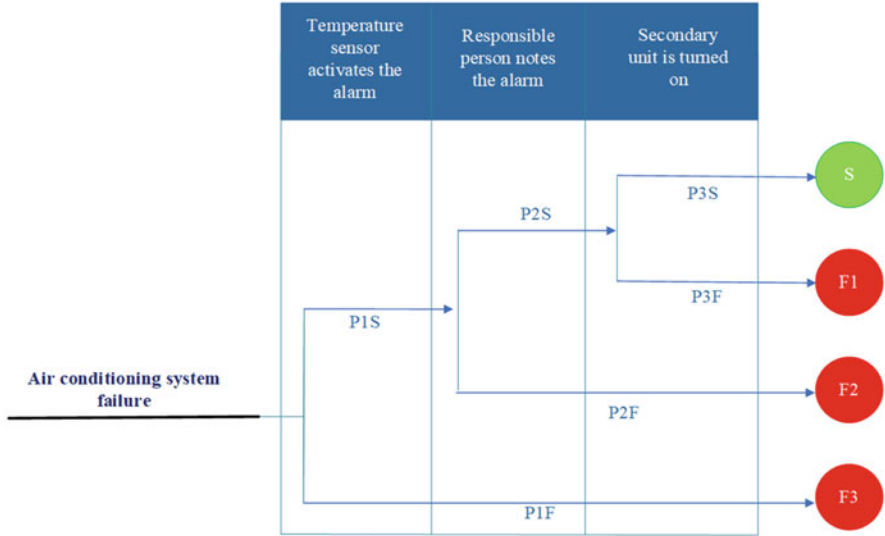 Temperature
sensor
activates the
alarm
Responsible
person notes
the alarm
Secondary
unit is turned
on
S
P3S
P2S
F1
P3F
P1S
Air conditioning system
failure
F2
P2F
F3
P1F